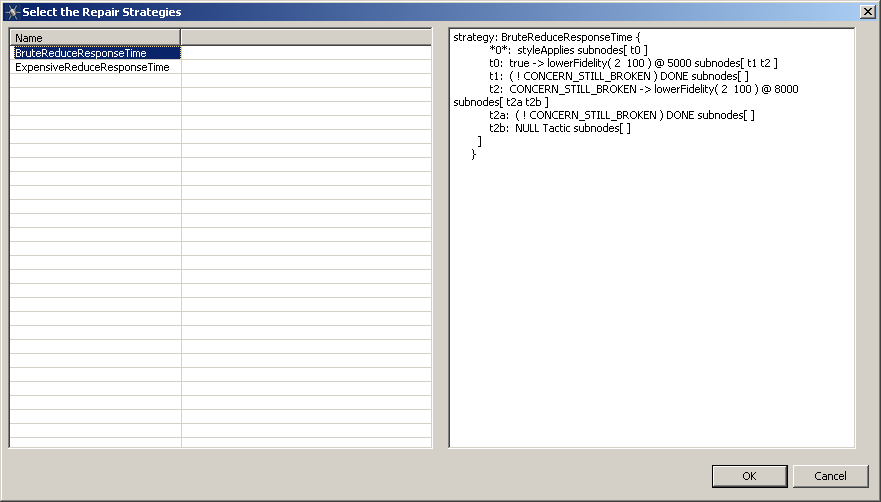 Select the Repair Strategies
Name
BruteReduceResponseTime
ExpensiveReduceResponseTime
strategy: BruteReduceResponseTime {
*0*: styleApplies subnodes[ t0 ]
t0: true -> lowerFidelity( 2 100 ) @ 5000 subnodes[ t1 t2 ]
t1: ( ! CONCERN_STILL_BROKEN ) DONE subnodes[ ]
t2: CONCERN_STILL_BROKEN -> lowerFidelity( 2 100 ) @ 8000
subnodes[ t2a t2b ]
t2a: ( ! CONCERN_STILL_BROKEN ) DONE subnodes[ ]
t2b: NULL Tactic subnodes[ ]
]
}
OK
Cancel